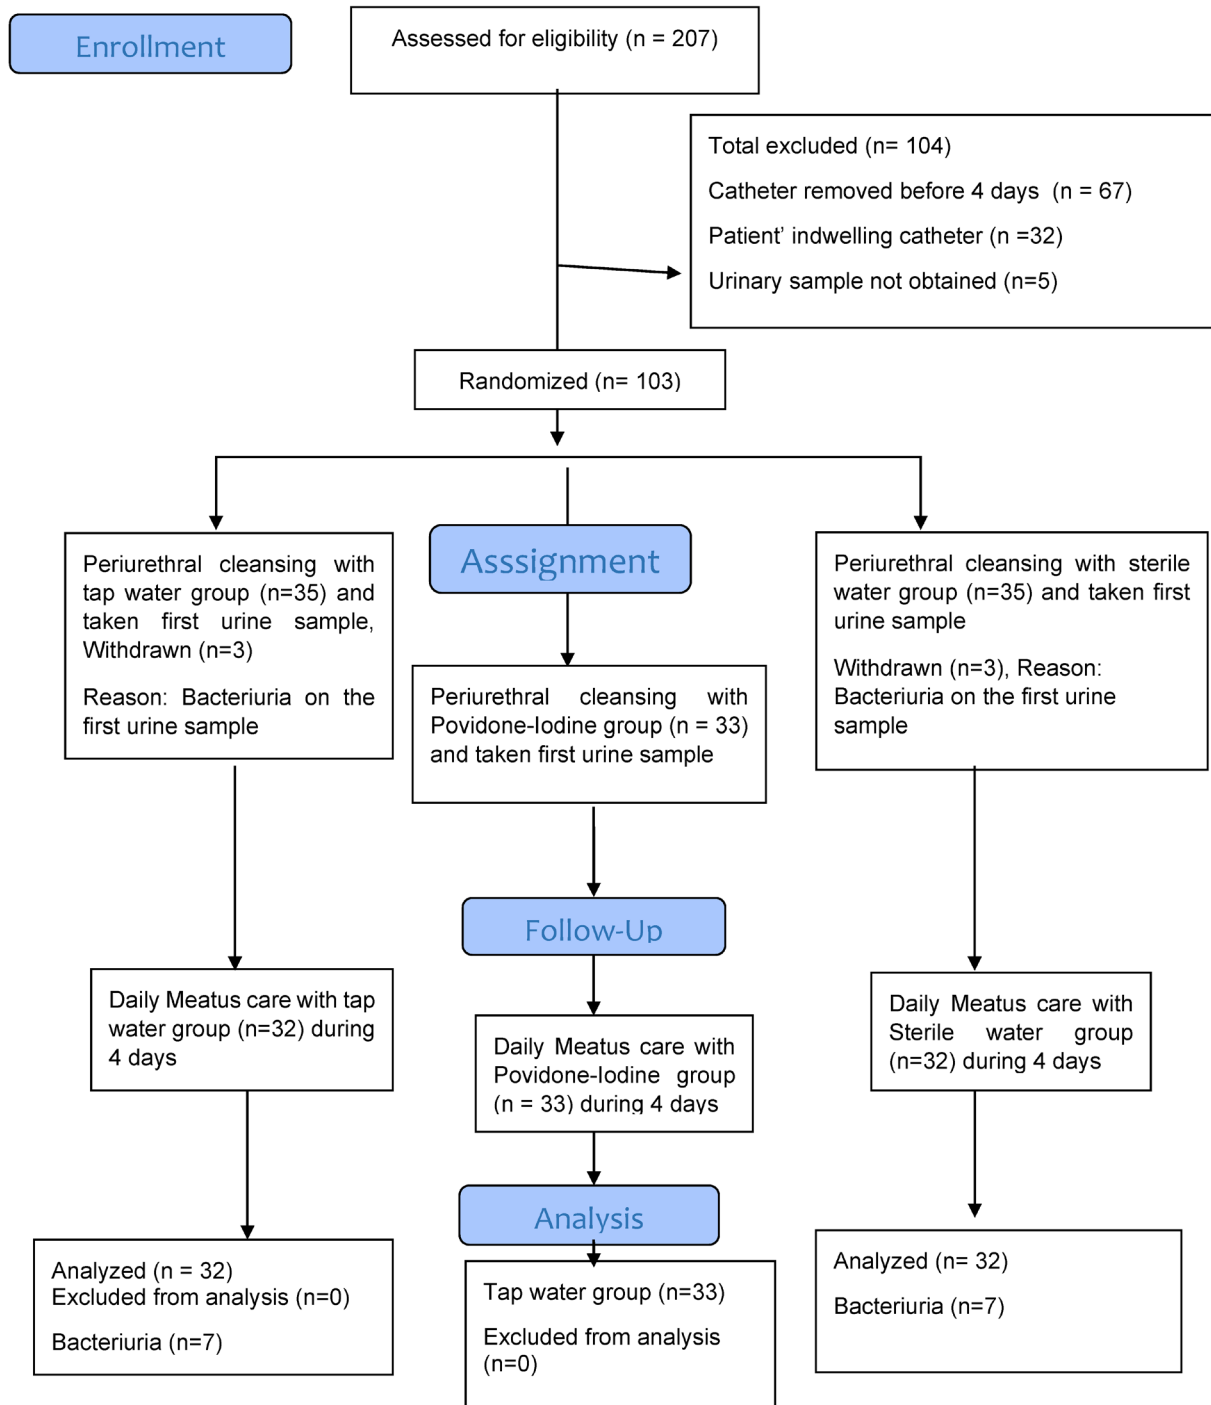 Enrollment
Assessed for eligibility (n = 207)
Total excluded (n= 104)
Catheter removed before 4 days (n = 67)
Patient’ indwelling catheter (n =32)
Urinary sample not obtained (n=5)
Randomized (n= 103)
Periurethral cleansing with
tap water group (n=35) and
taken first urine sample,
Withdrawn (n=3)
Reason: Bacteriuria on the
first urine sample
Asssignment
Periurethral cleansing with
Povidone-Iodine group (n = 33)
and taken first urine sample
Periurethral cleansing with sterile
water group (n=35) and taken first
urine sample
Withdrawn (n=3), Reason:
Bacteriuria on the first urine
sample
Follow-Up
Daily Meatus care with tap
water group (n=32) during
4 days
Daily Meatus care with
Povidone-Iodine group
(n = 33) during 4 days
Daily Meatus care with
Sterile water group
(n=32) during 4 days
Analysis
Analyzed (n = 32)
Excluded from analysis (n=0)
Bacteriuria (n=7)
Tap water group (n=33)
Excluded from analysis
(n=0)
Analyzed (n= 32)
Bacteriuria (n=7)